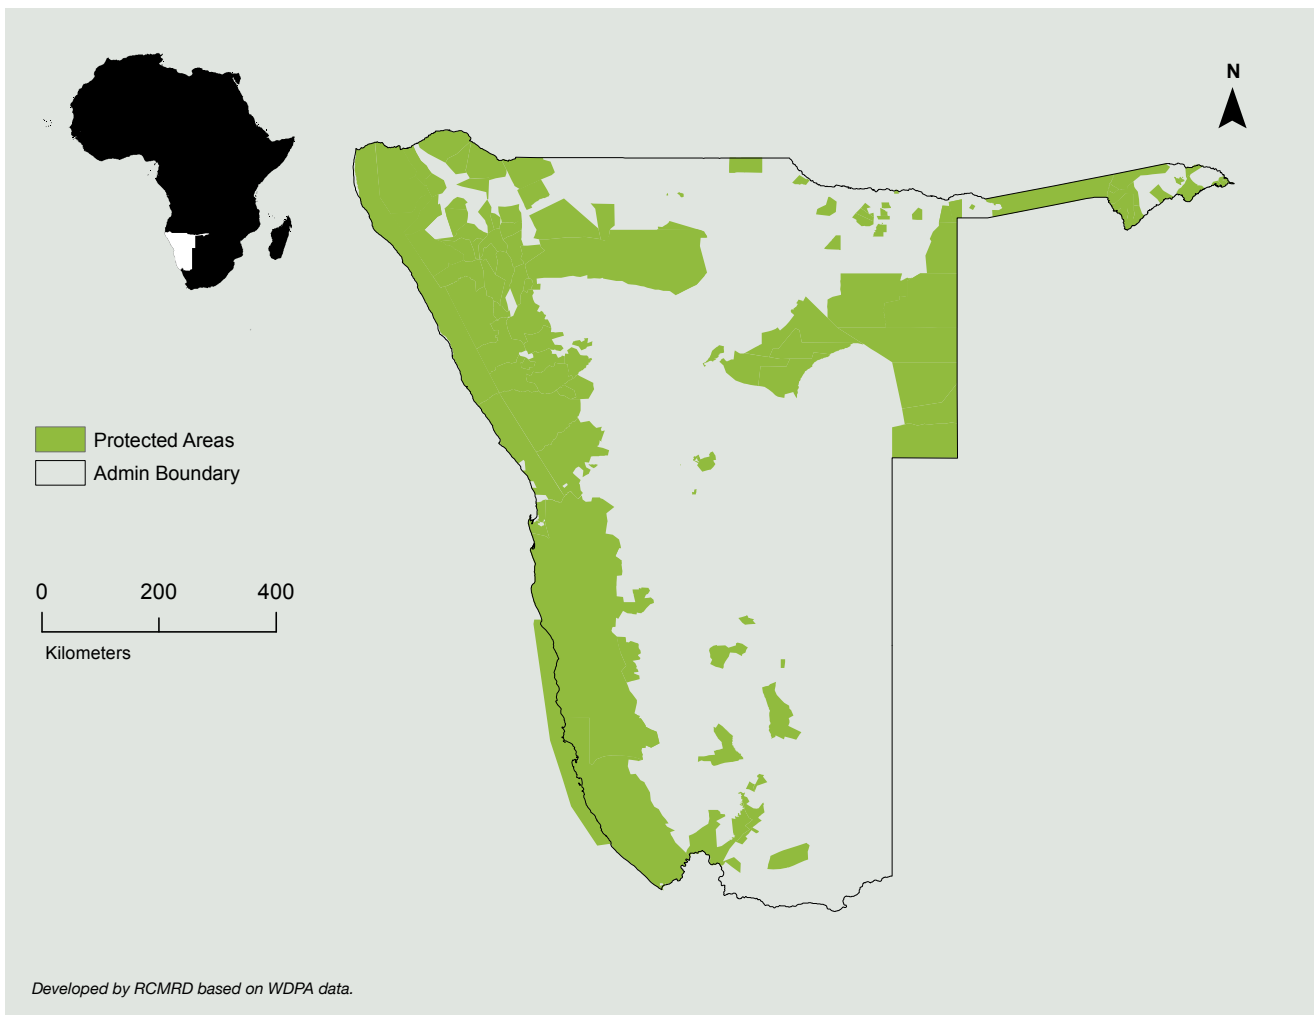 N
Protected Areas
Admin Boundary
0 200 400
Kilometers
Developed by RCMRD based on WDPA data.